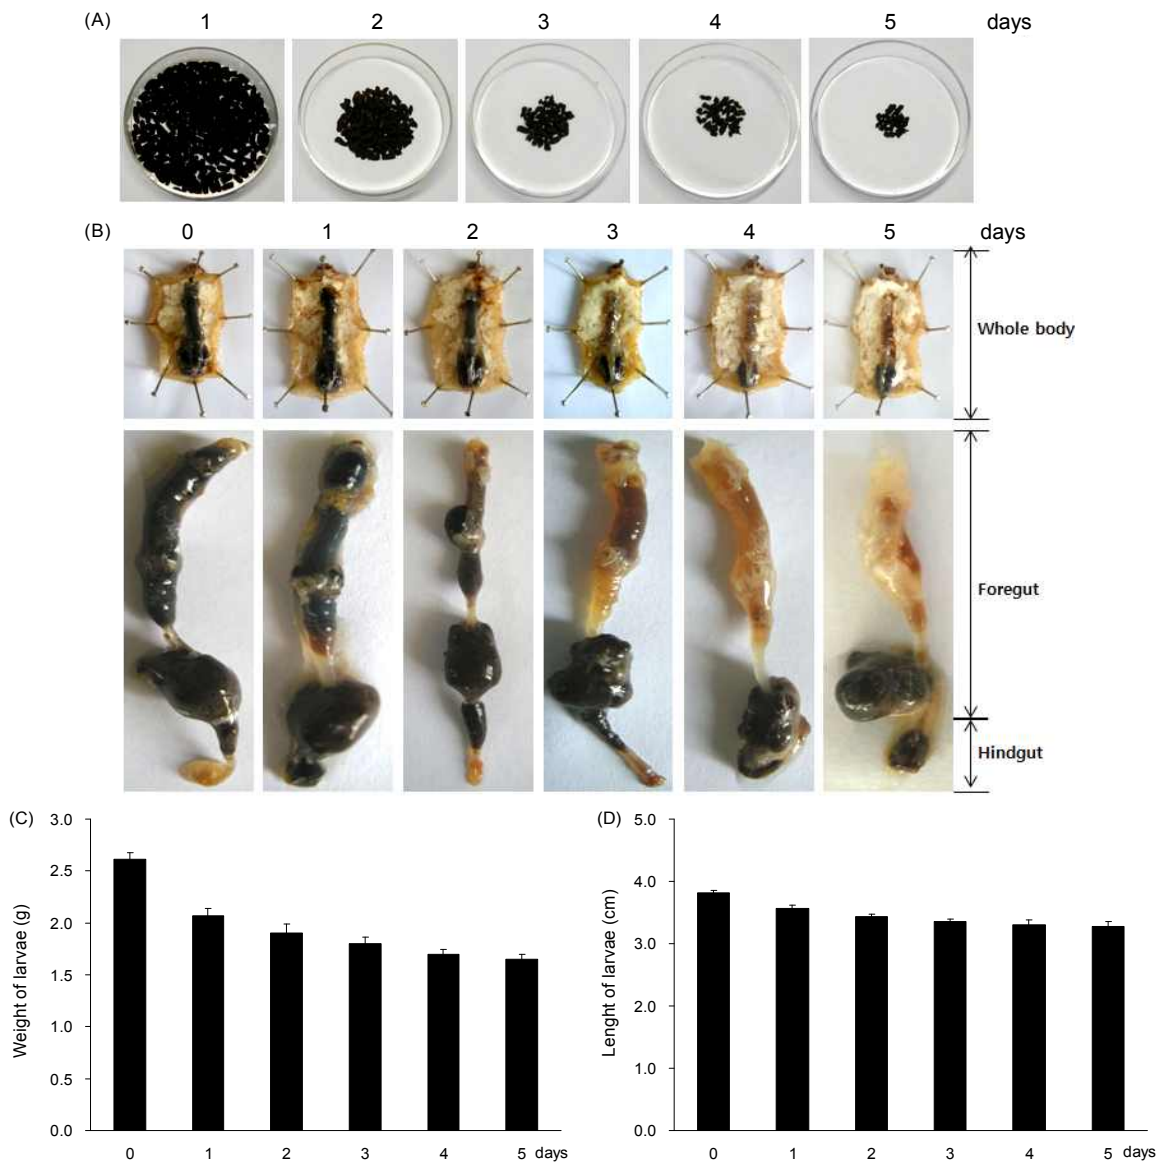 (A) 1 2 3 4 5 days
(B) 0 1 2 3 4 5 days
Whole body
Foregut
Hindgut
(C)
3.0
2.5
2.0
1.5
1.0
0.5
0.0
Weight of larvae (g)
0 1 2 3 4 5 days
(D)
5.0
4.0
3.0
2.0
1.0
0.0
Lenght of larvae (cm)
0 1 2 3 4 5 days